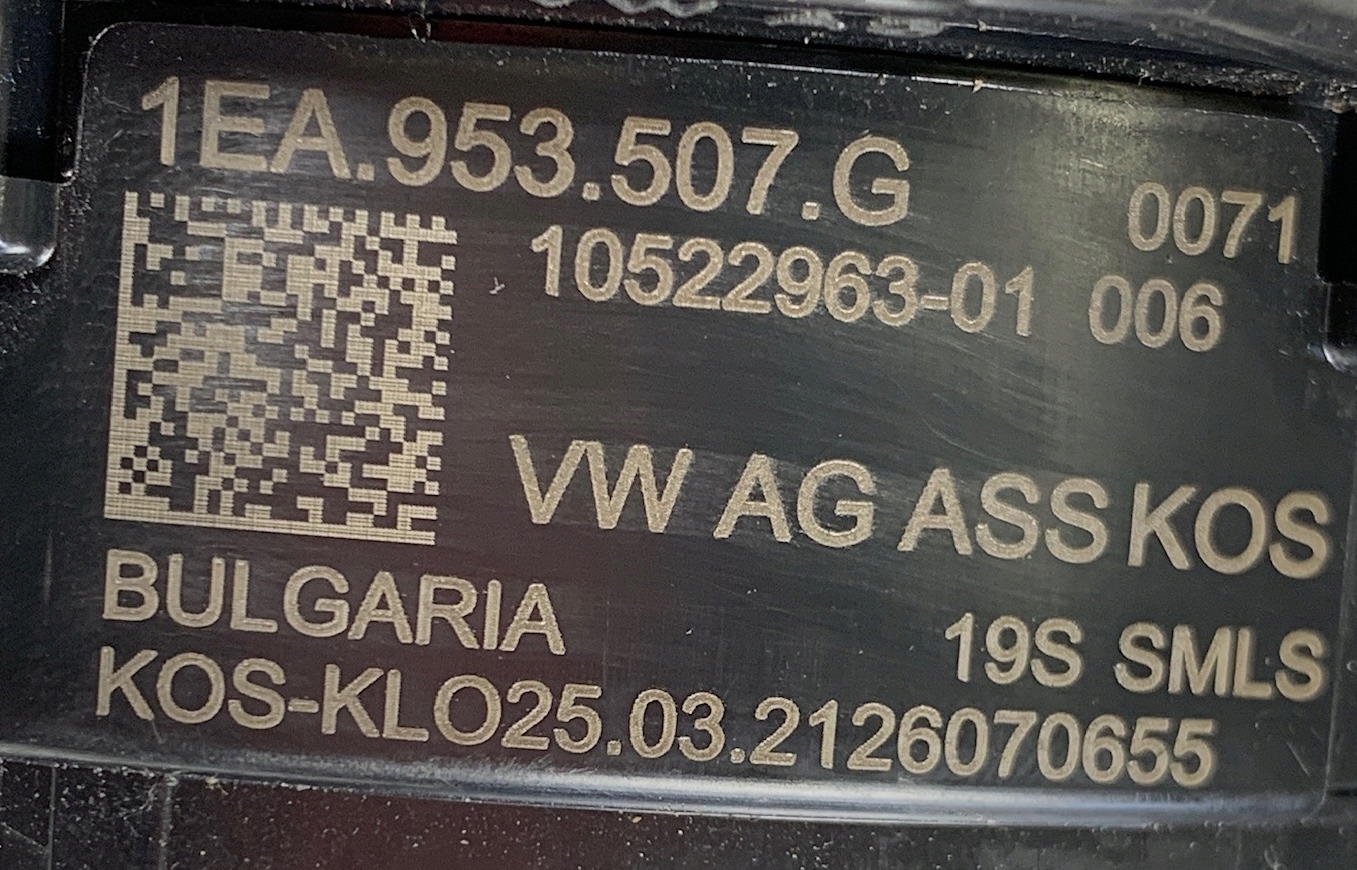 1EA.953.507.G 0071
10522963-01 006
VW AG ASS KOS
BULGARIA 19S SMLS
KOS-KLO25.03.2126070655